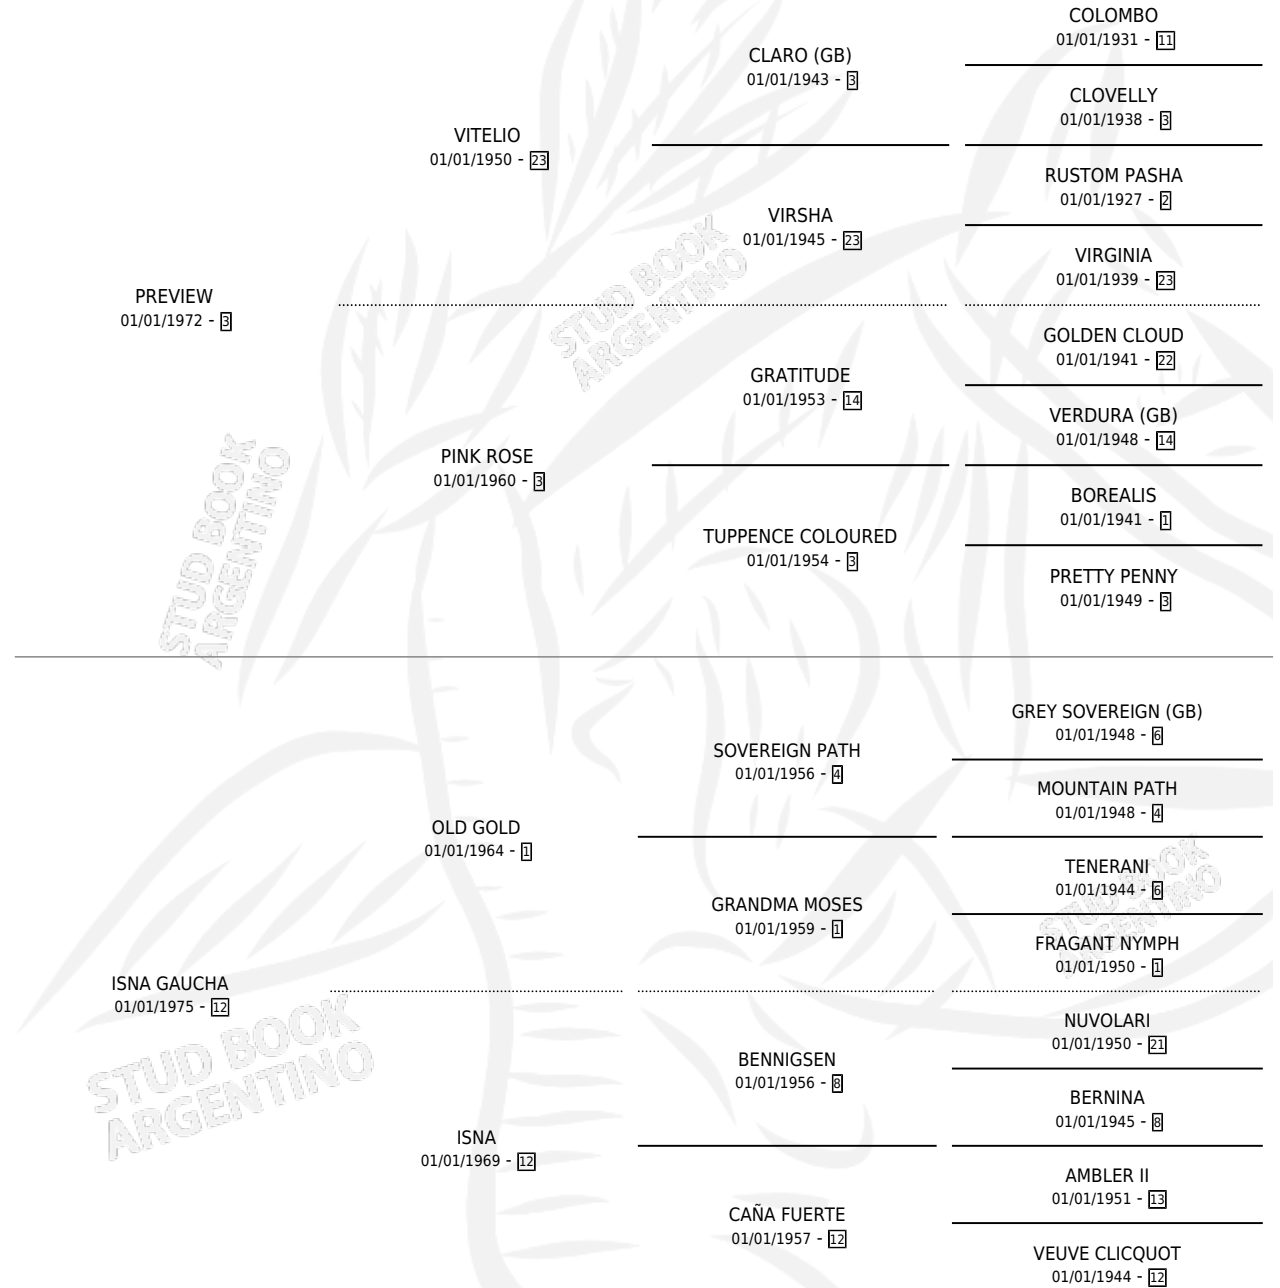 COLOMBO
01/01/1931 - 11
CLARO (GB)
01/01/1943 - 3
CLOVELLY
01/01/1938 - 3
VITELIO
01/01/1950 - 23
RUSTOM PASHA
01/01/1927 - 2
VIRSHA
01/01/1945 - 23
VIRGINIA
01/01/1939 - 23
PREVIEW
01/01/1972 - 3
GOLDEN CLOUD
01/01/1941 - 22
GRATITUDE
01/01/1953 - 14
VERDURA (GB)
01/01/1948 - 14
PINK ROSE
01/01/1960 - 3
BOREALIS
01/01/1941 - 1
TUPPENCE COLOURED
01/01/1954 - 3
PRETTY PENNY
01/01/1949 - 3
STUD BOOK
ARGENTINO
STUD BOOK
ARGENTINO
GREY SOVEREIGN (GB)
01/01/1948 - 6
SOVEREIGN PATH
01/01/1956 - 4
MOUNTAIN PATH
01/01/1948 - 4
OLD GOLD
01/01/1964 - 1
TENERANI
01/01/1944 - 6
GRANDMA MOSES
01/01/1959 - 1
FRAGANT NYMPH
01/01/1950 - 1
ISNA GAUCHA
01/01/1975 - 12
NUVOLARI
01/01/1950 - 21
BENNIGSEN
01/01/1956 - 8
BERNINA
01/01/1945 - 8
ISNA
01/01/1969 - 12
AMBLER II
01/01/1951 - 13
CAÑA FUERTE
01/01/1957 - 12
VEUVE CLICQUOT
01/01/1944 - 12
STUD BOOK
ARGENTINO
STUD BOOK
ARGENTINO